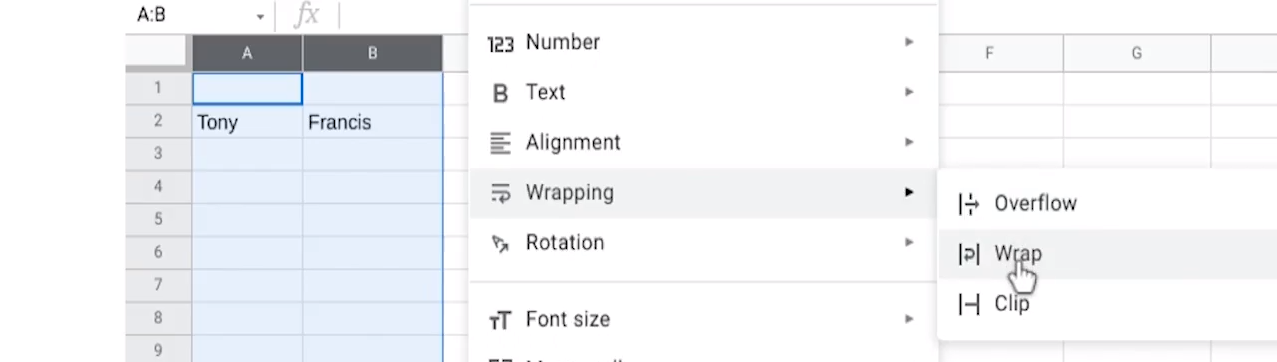 A:B fx
A B F G
1
2 Tony Francis
3
4
5
6
7
8
9
123 Number
B Text
Alignment
Wrapping
Rotation
Font size
Overflow
Wrap
Clip